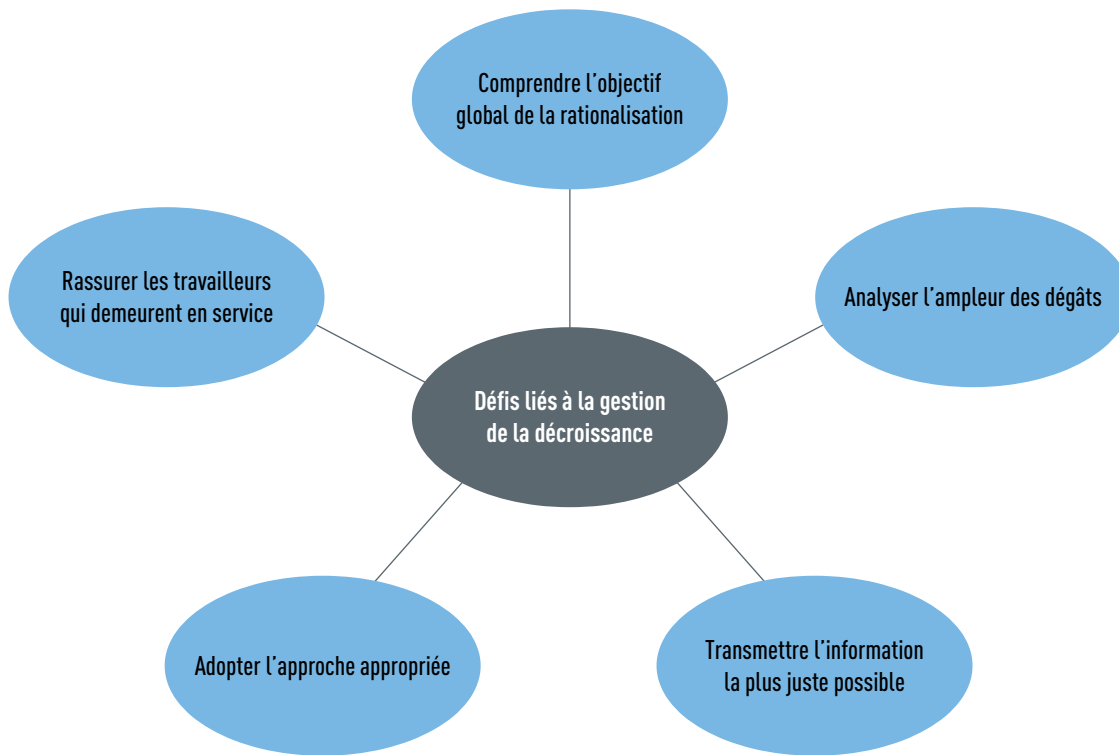 Comprendre l’objectif
global de la rationalisation
Rassurer les travailleurs
qui demeurent en service
Analyser l’ampleur des dégâts
Défis liés à la gestion
de la décroissance
Adopter l’approche appropriée
Transmettre l’information
la plus juste possible